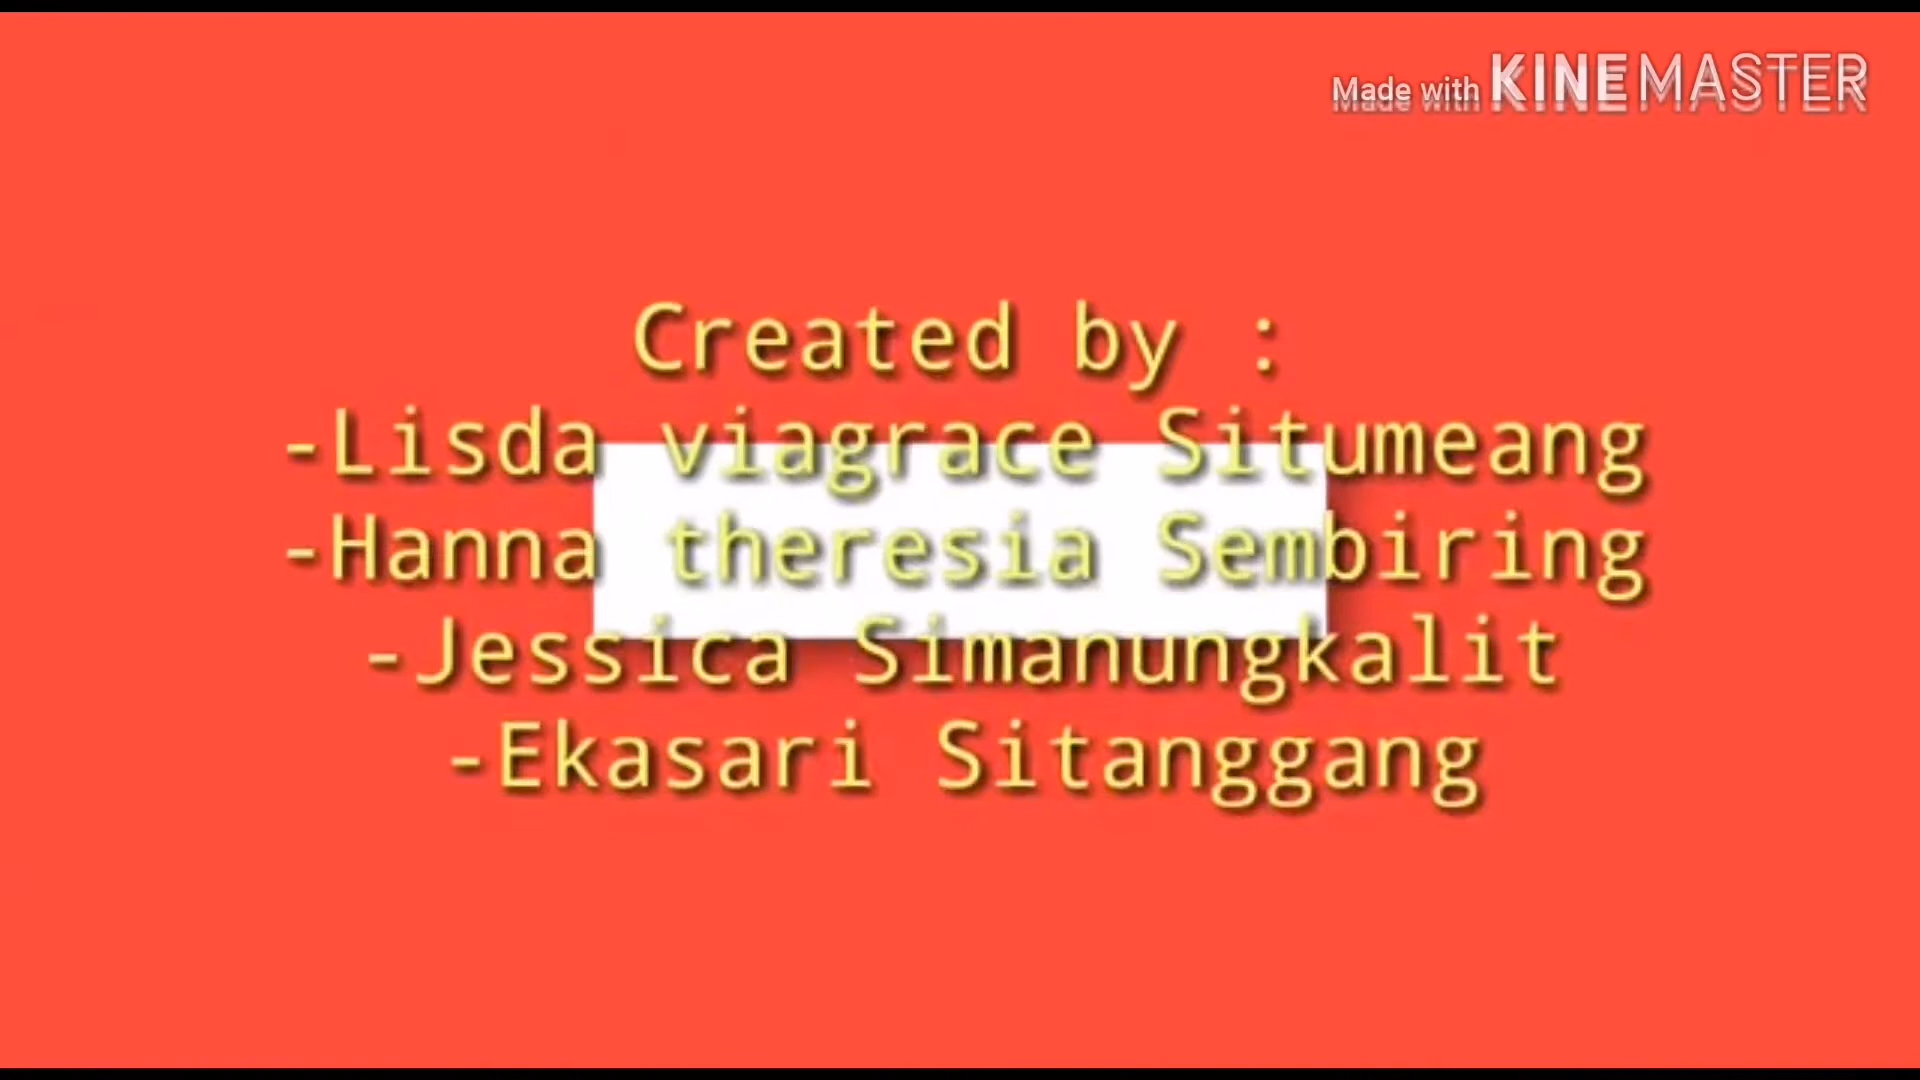 Made with KINEMASTER
Created by :
-Lisda viagrace Situmeang
-Hanna theresia Sembiring
-Jessica Simanungkalit
-Ekasari Sitanggang